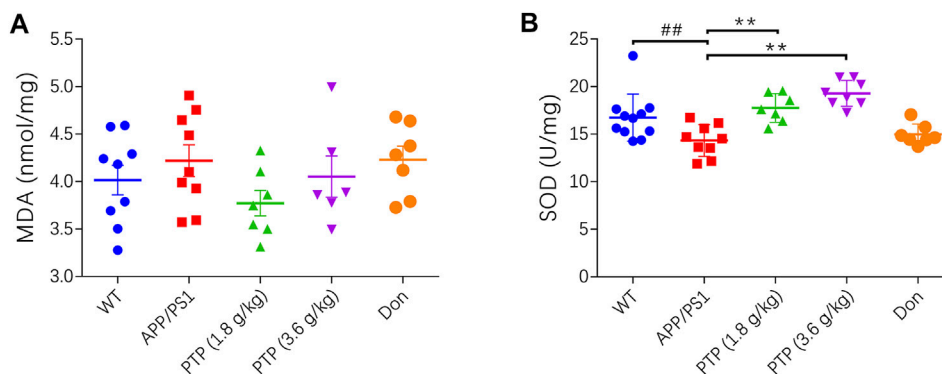 A
MDA (nmol/mg)
5.5
5.0
4.5
4.0
3.5
3.0
WT
APP/PS1
PTP (1.8 g/kg)
PTP (3.6 g/kg)
Don
B
SOD (U/mg)
25
20
15
10
5
0
##
**
**
WT
APP/PS1
PTP (1.8 g/kg)
PTP (3.6 g/kg)
Don